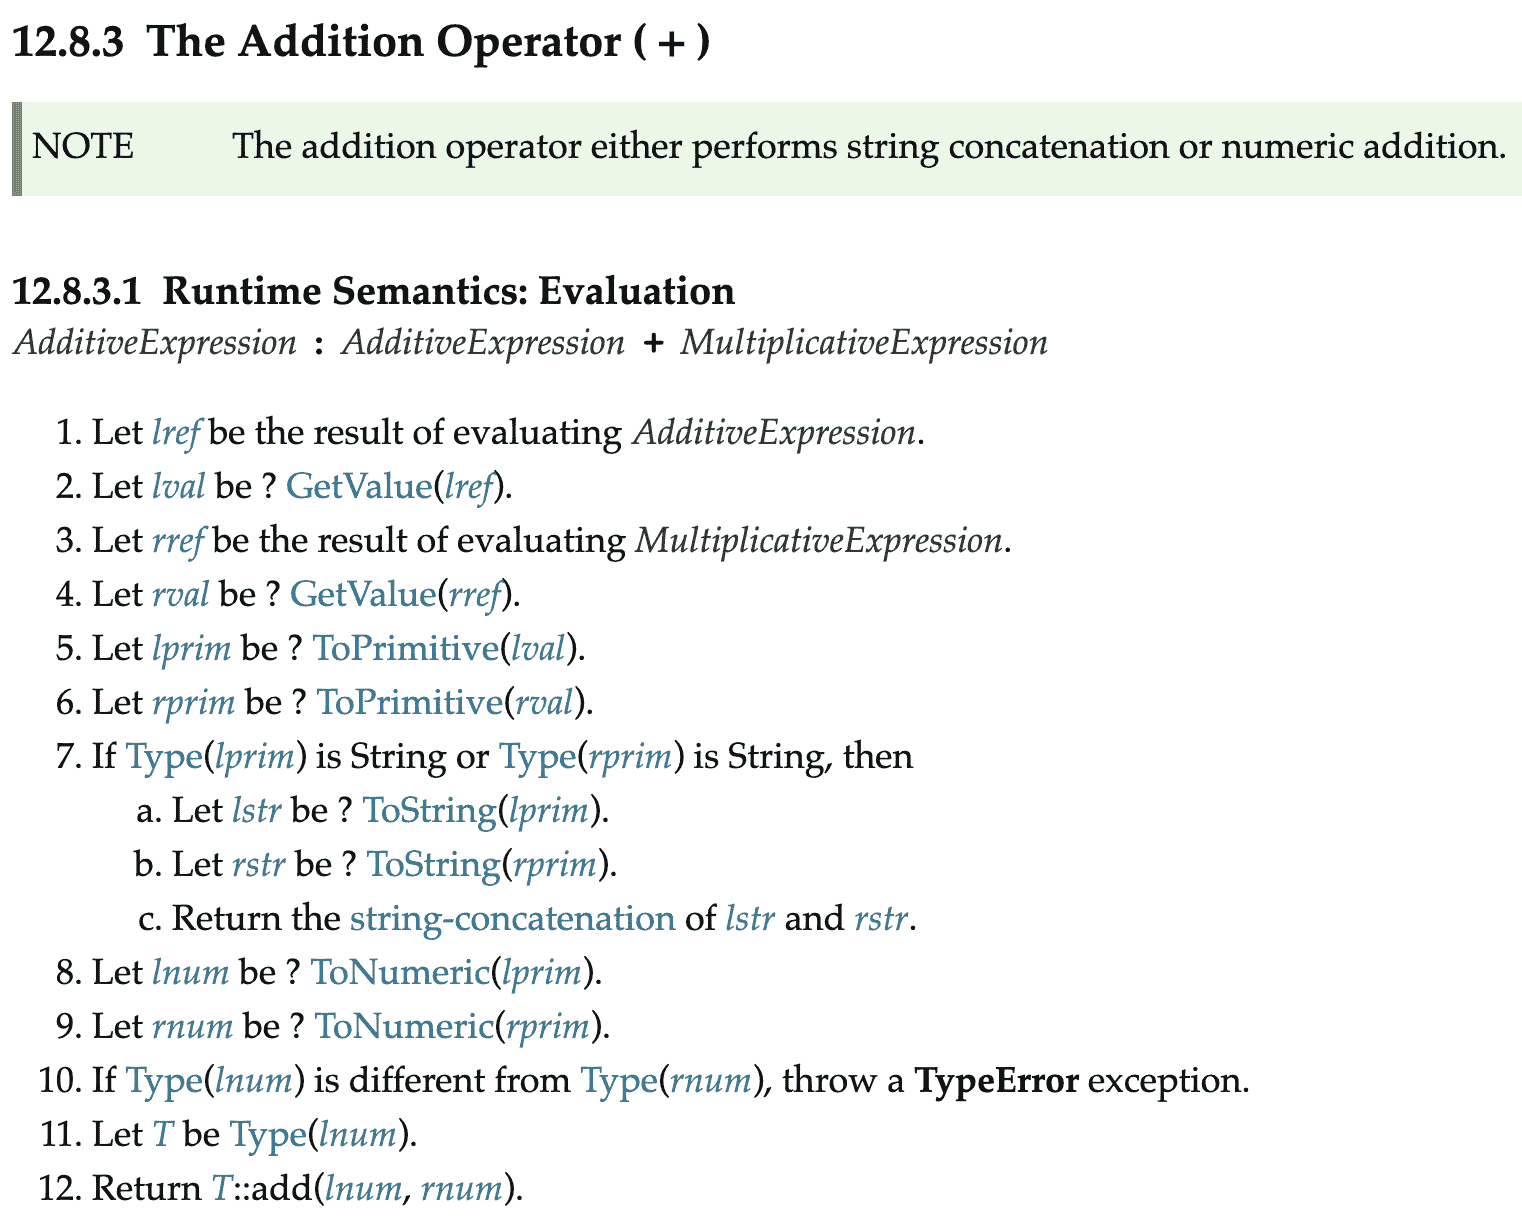 12.8.3 The Addition Operator ( + )
NOTE The addition operator either performs string concatenation or numeric addition.
12.8.3.1 Runtime Semantics: Evaluation
AdditiveExpression : AdditiveExpression + MultiplicativeExpression
1. Let lref be the result of evaluating AdditiveExpression.
2. Let lval be ? GetValue(lref).
3. Let rref be the result of evaluating MultiplicativeExpression.
4. Let rval be ? GetValue(rref).
5. Let lprim be ? ToPrimitive(lval).
6. Let rprim be ? ToPrimitive(rval).
7. If Type(lprim) is String or Type(rprim) is String, then
a. Let lstr be ? ToString(lprim).
b. Let rstr be ? ToString(rprim).
c. Return the string-concatenation of lstr and rstr.
8. Let lnum be ? ToNumeric(lprim).
9. Let rnum be ? ToNumeric(rprim).
10. If Type(lnum) is different from Type(rnum), throw a TypeError exception.
11. Let T be Type(lnum).
12. Return T::add(lnum, rnum).